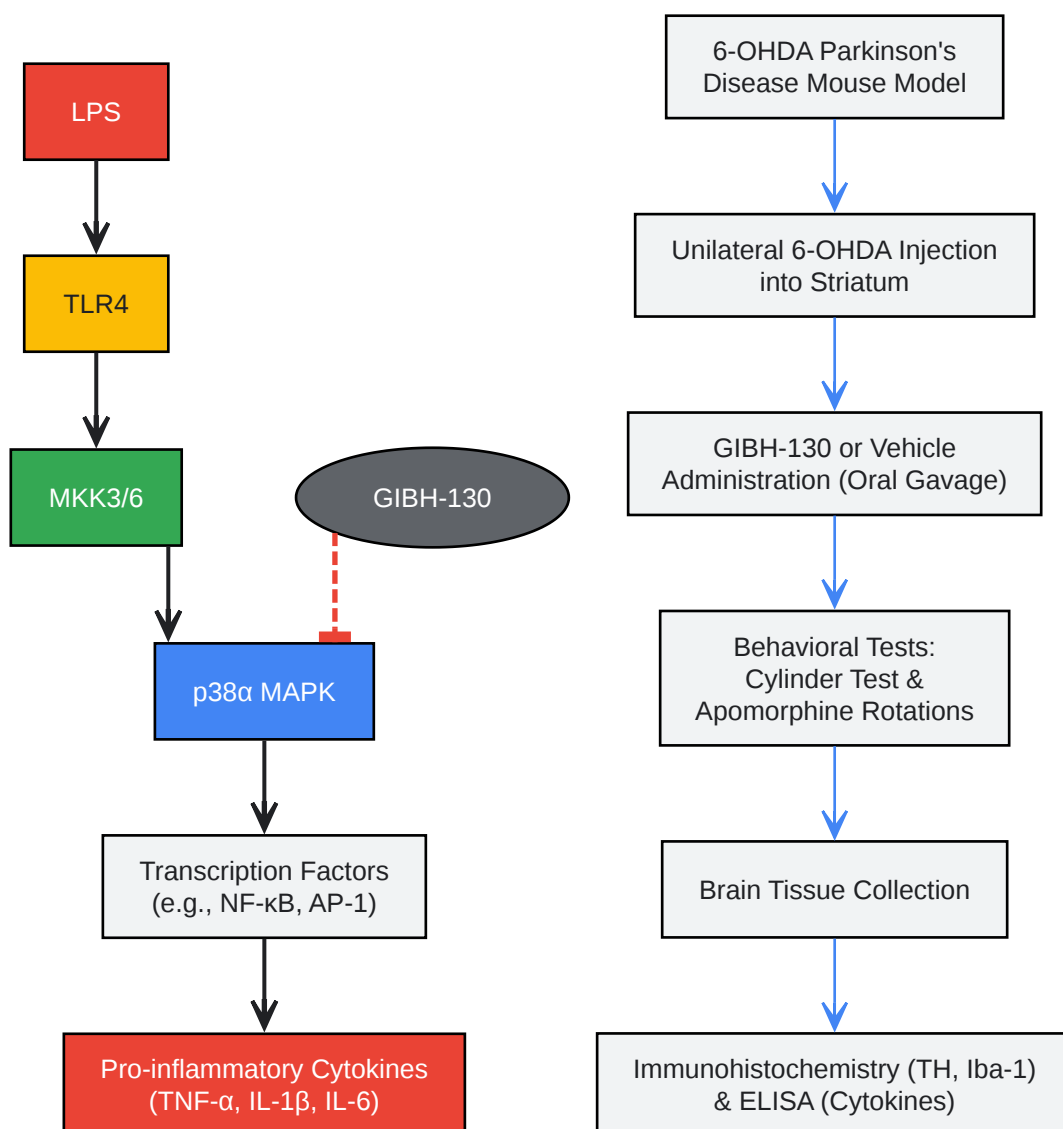 LPS
TLR4
MKK3/6
GIBH-130
p38α MAPK
Transcription Factors
(e.g., NF-κB, AP-1)
Pro-inflammatory Cytokines
(TNF-α, IL-1β, IL-6)
6-OHDA Parkinson's
Disease Mouse Model
Unilateral 6-OHDA Injection
into Striatum
GIBH-130 or Vehicle
Administration (Oral Gavage)
Behavioral Tests:
Cylinder Test &
Apomorphine Rotations
Brain Tissue Collection
Immunohistochemistry (TH, Iba-1)
& ELISA (Cytokines)